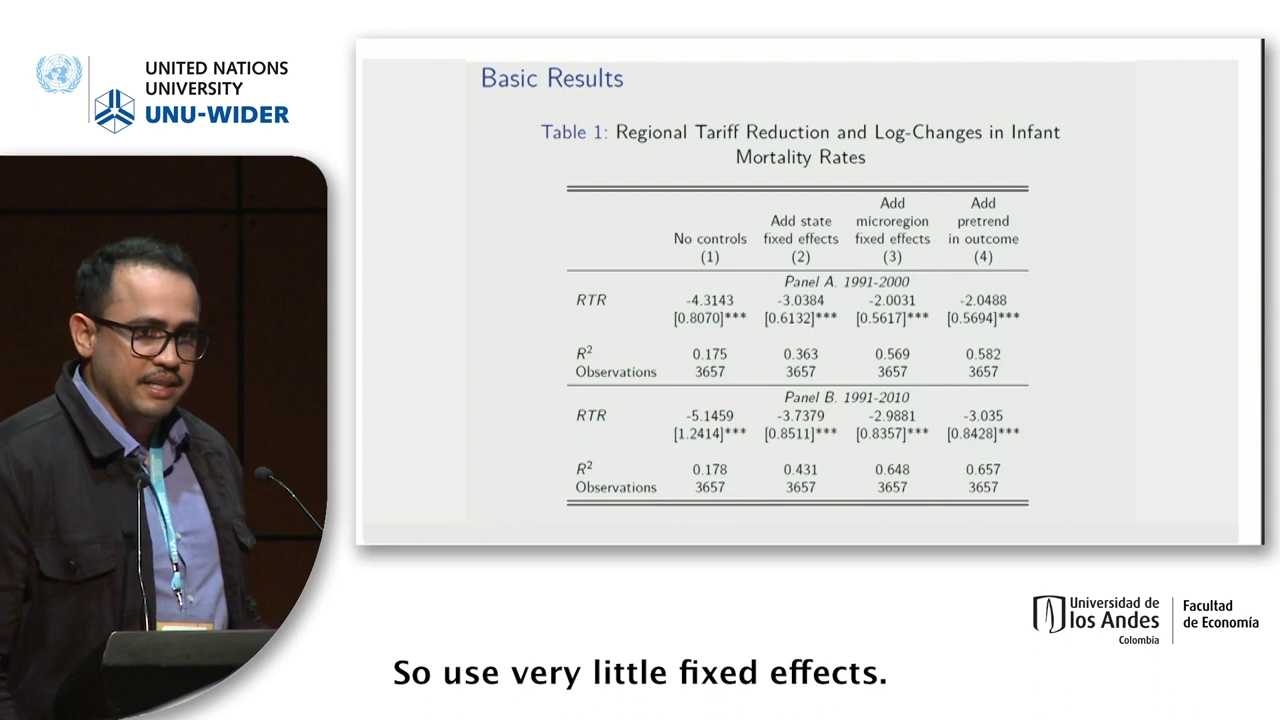 UNITED NATIONS
UNIVERSITY
UNU-WIDER
Basic Results
Table 1: Regional Tariff Reduction and Log-Changes in Infant
Mortality Rates
Add Add
Add state microregion pretrend
No controls fixed effects fixed effects in outcome
(1) (2) (3) (4)
Panel A. 1991-2000
RTR -4.3143 -3.0384 -2.0031 -2.0488
[0.8070]*** [0.6132]*** [0.5617]*** [0.5694]***
R² 0.175 0.363 0.569 0.582
Observations 3657 3657 3657 3657
Panel B. 1991-2010
RTR -5.1459 -3.7379 -2.9881 -3.035
[1.2414]*** [0.8511]*** [0.8357]*** [0.8428]***
R² 0.178 0.431 0.648 0.657
Observations 3657 3657 3657 3657
Universidad de
los Andes
Colombia
Facultad
de Economía
So use very little fixed effects.